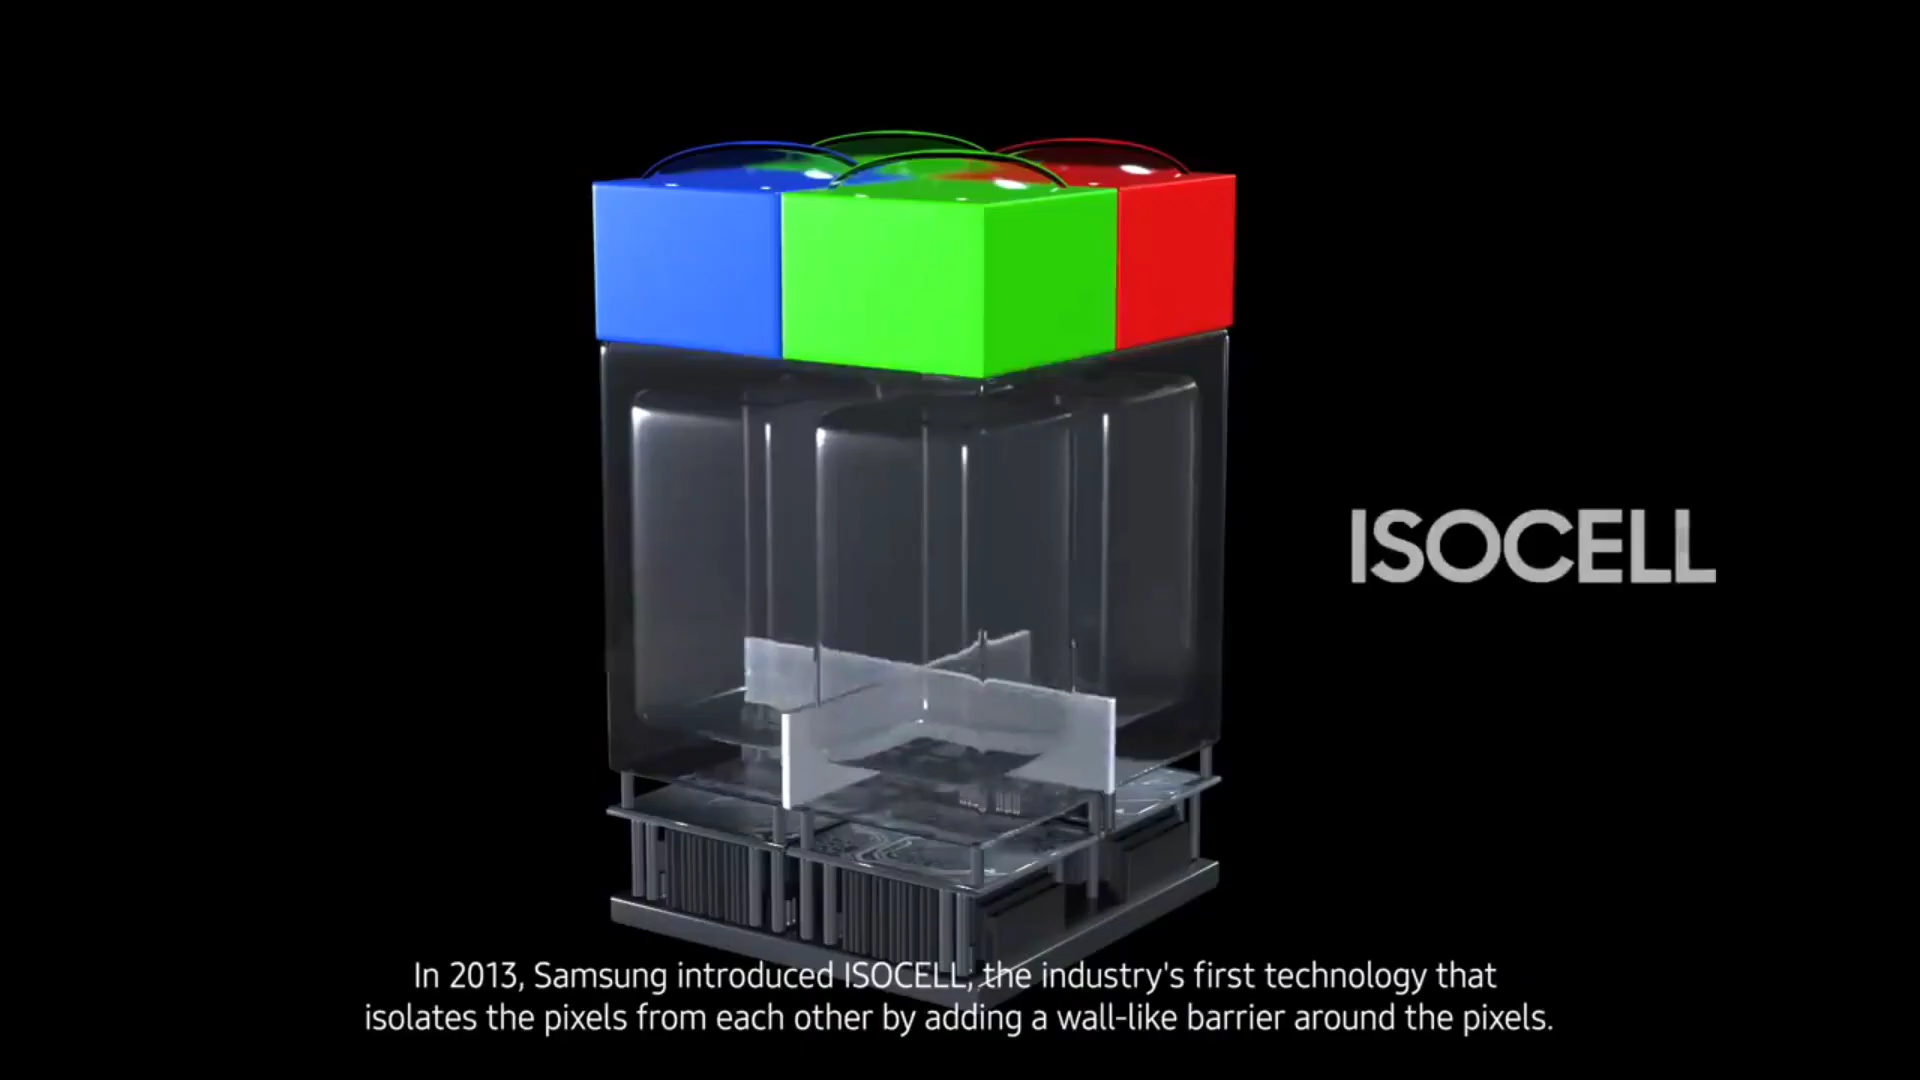 ISOCELL
In 2013, Samsung introduced ISOCELL, the industry's first technology that
isolates the pixels from each other by adding a wall-like barrier around the pixels.